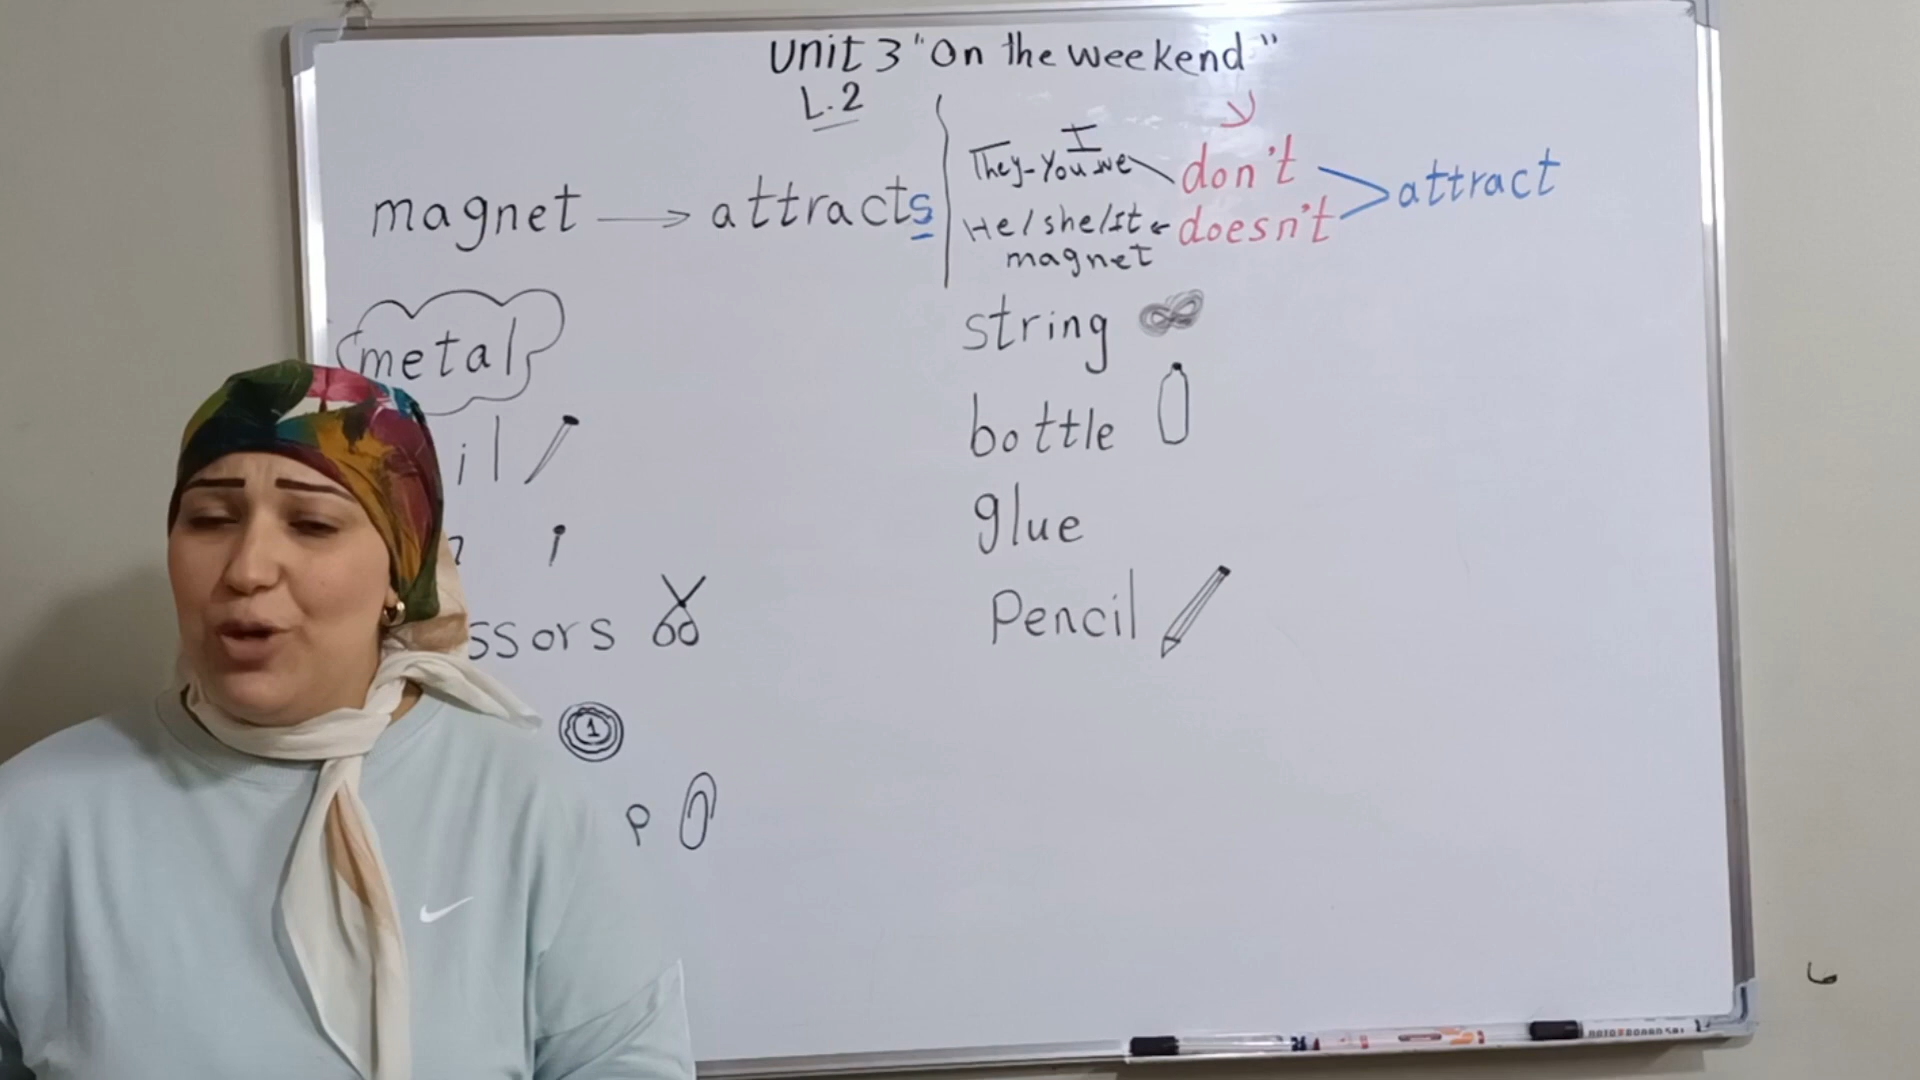 Unit 3 "On the weekend"
L.2
magnet → attracts
metal
il
ssors
1
P
I
They-You-we
don't
He/she/It
doesn't
magnet
attract
string
bottle
glue
Pencil